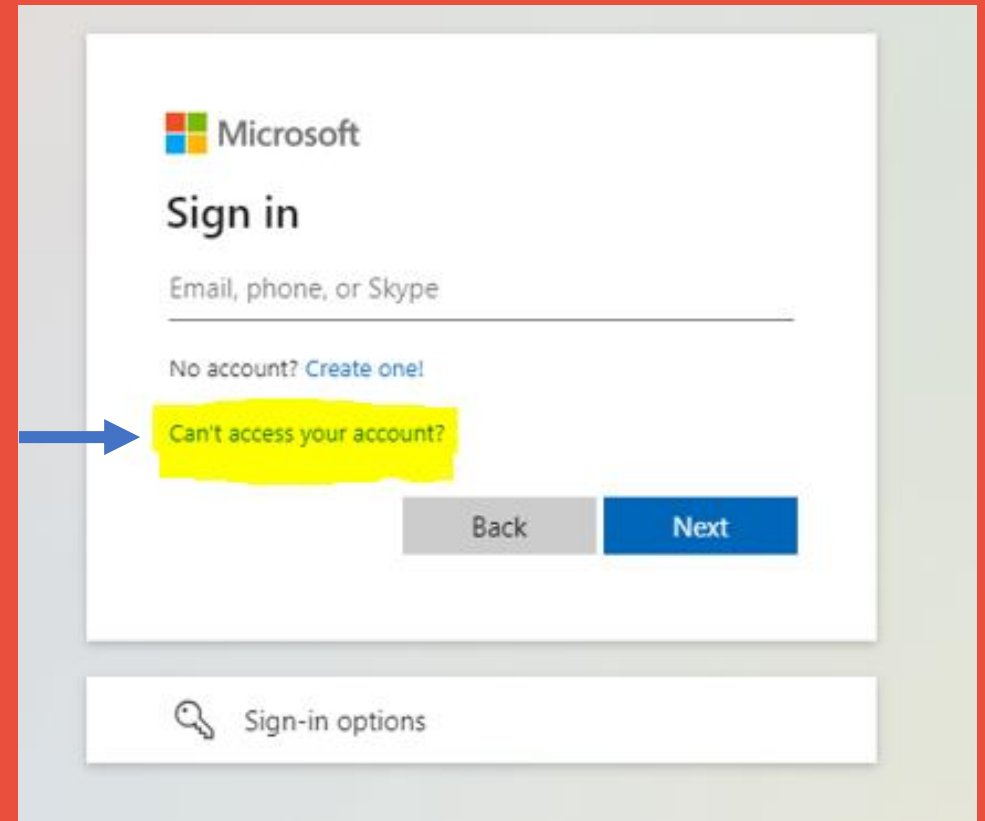 Microsoft
Sign in
Email, phone, or Skype
No account? Create one!
Can't access your account?
Back Next
Sign-in options